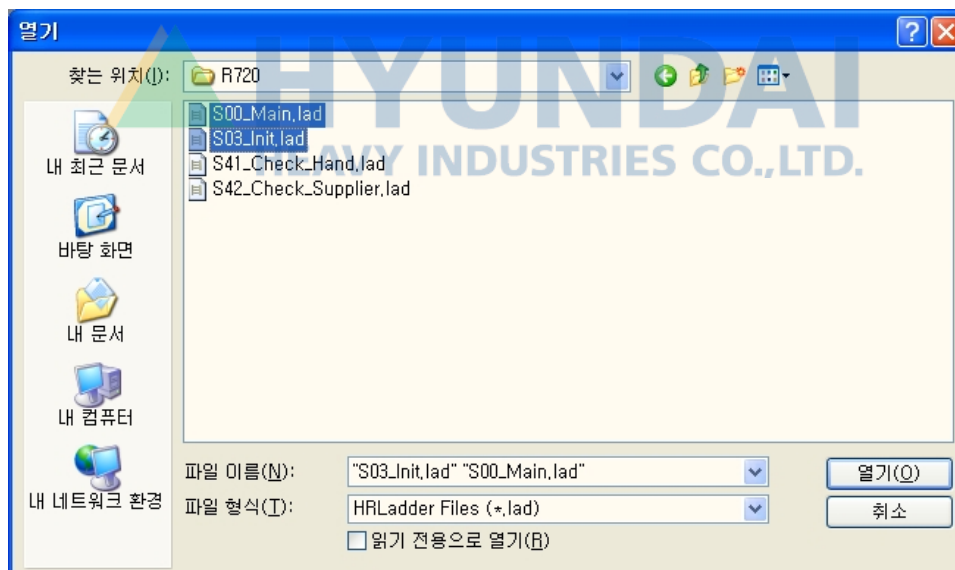 열기
찾는 위치(I):
R720
HYUNDAI
HEAVY INDUSTRIES CO.,LTD.
S00_Main,lad
S03_Init,lad
S41_Check_Hand,lad
S42_Check_Supplier,lad
내 최근 문서
바탕 화면
내 문서
내 컴퓨터
내 네트워크 환경
파일 이름(N):
"S03_Init,lad" "S00_Main,lad"
열기(O)
파일 형식(T):
HRLadder Files (*,lad)
취소
읽기 전용으로 열기(R)